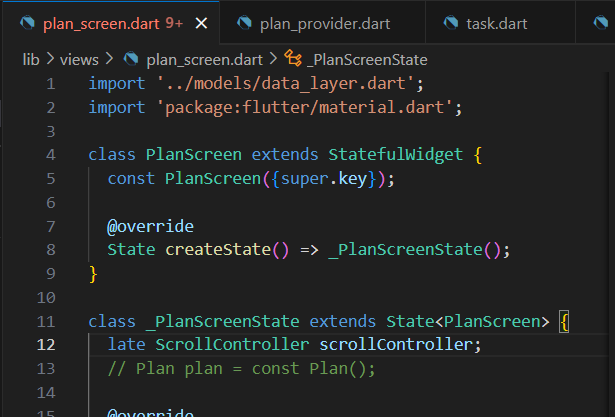 plan_screen.dart 9+ × plan_provider.dart task.dart
lib > views > plan_screen.dart > _PlanScreenState
1 import '../models/data_layer.dart';
2 import 'package:flutter/material.dart';
3
4 class PlanScreen extends StatefulWidget {
5 const PlanScreen({super.key});
6
7 @override
8 State createState() => _PlanScreenState();
9 }
10
11 class _PlanScreenState extends State<PlanScreen> {
12 late ScrollController scrollController;
13 // Plan plan = const Plan();
14
15 @override